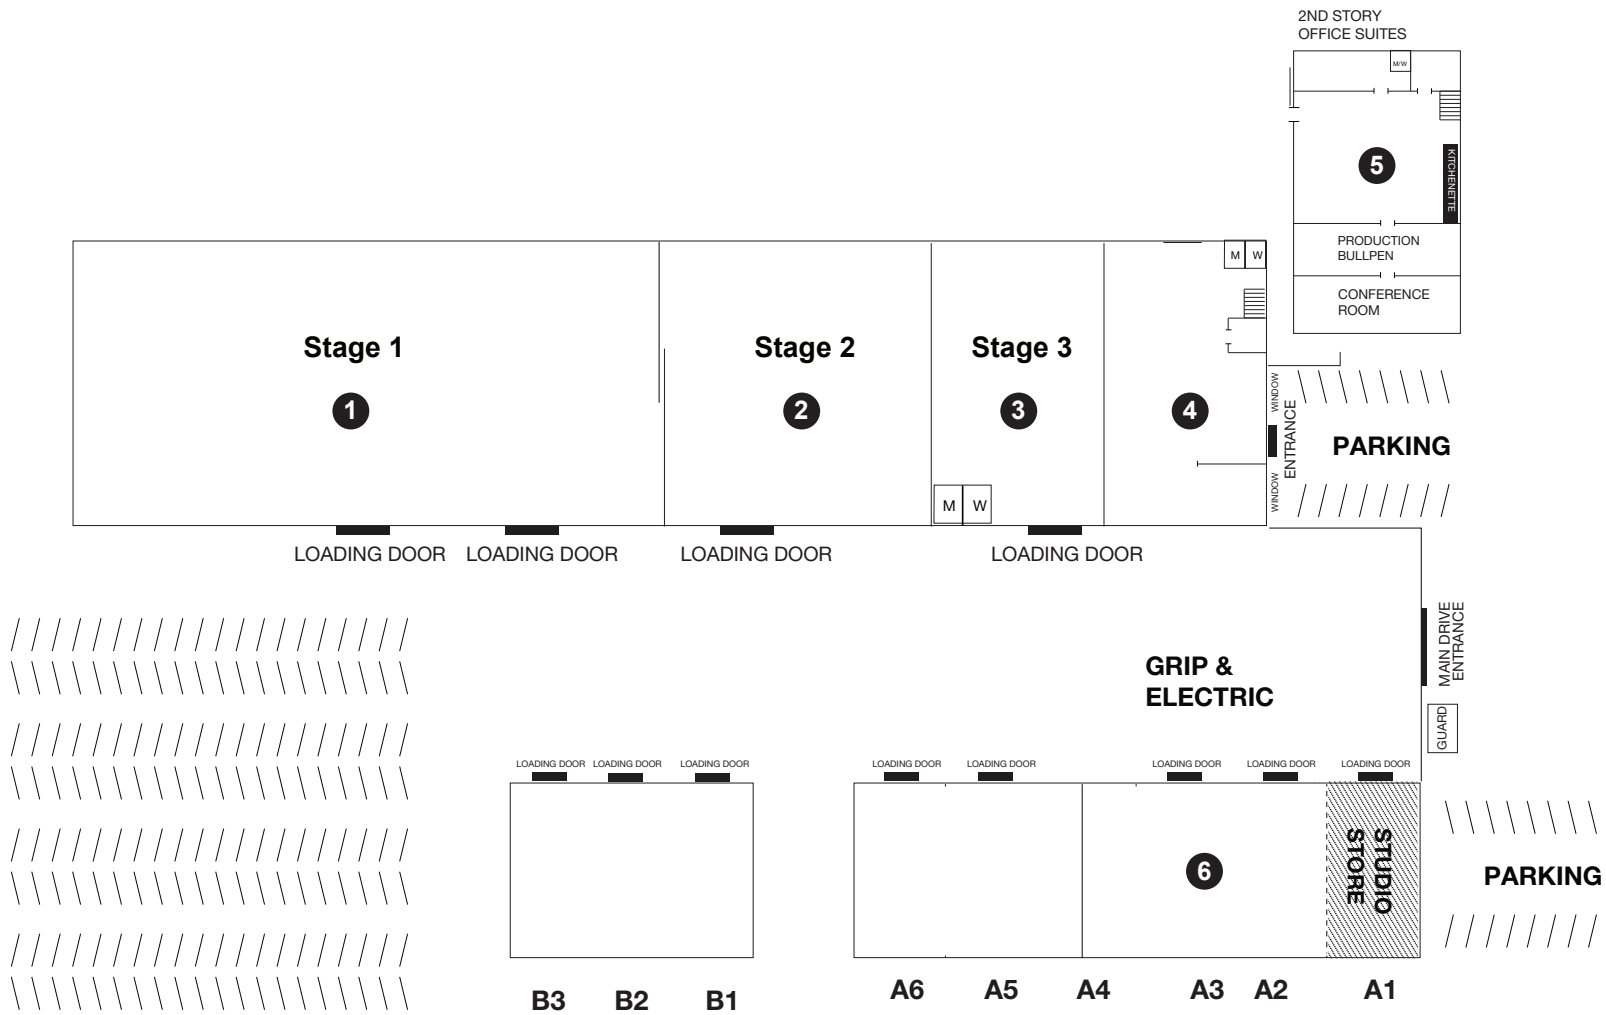 2ND STORY
OFFICE SUITES
M/W
5
KITCHENETTE
PRODUCTION
BULLPEN
CONFERENCE
ROOM
M W
Stage 1
Stage 2
Stage 3
1
2
3
4
WINDOW
ENTRANCE
WINDOW
PARKING
M W
LOADING DOOR
LOADING DOOR
LOADING DOOR
LOADING DOOR
MAIN DRIVE
ENTRANCE
GRIP &
ELECTRIC
GUARD
LOADING DOOR
LOADING DOOR
LOADING DOOR
LOADING DOOR
LOADING DOOR
LOADING DOOR
LOADING DOOR
LOADING DOOR
6
STUDIO
STORE
PARKING
B3
B2
B1
A6
A5
A4
A3
A2
A1